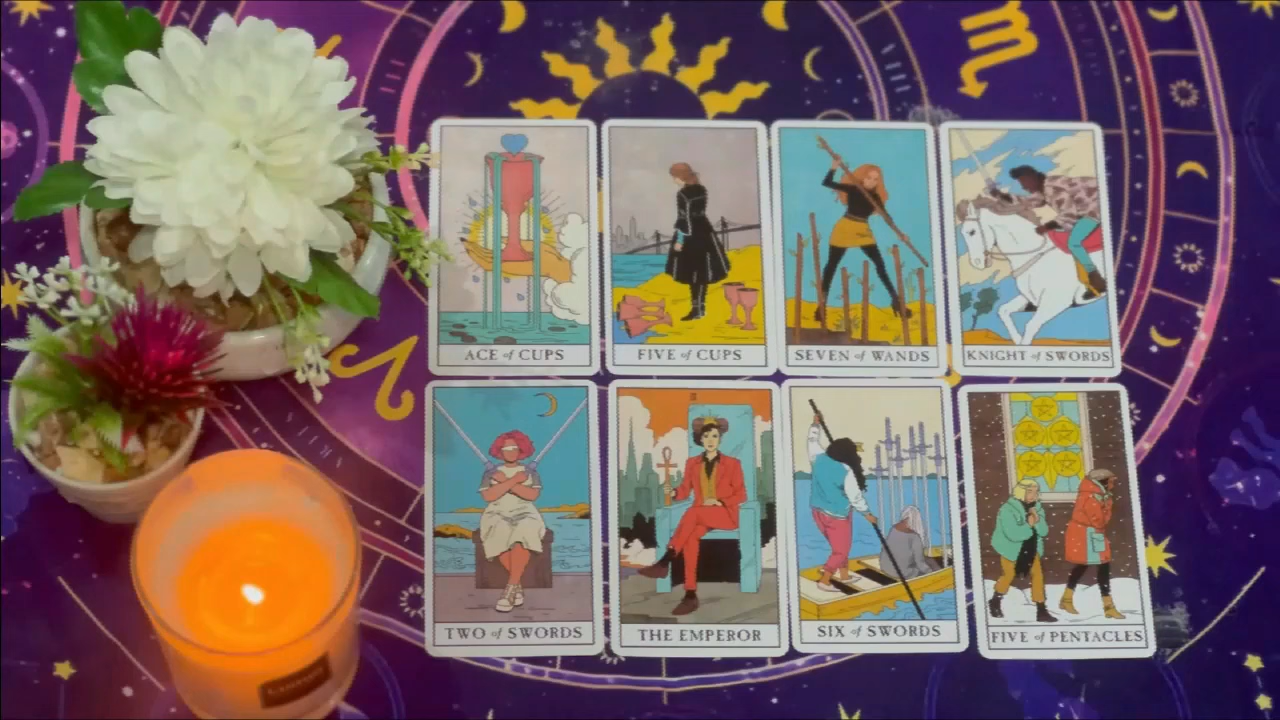 ACE of CUPS
FIVE of CUPS
SEVEN of WANDS
KNIGHT of SWORDS
TWO of SWORDS
THE EMPEROR
SIX of SWORDS
FIVE of PENTACLES